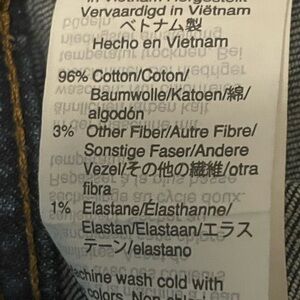 Vervaardigd in Viëtnam
ベトナム製
Hecho en Vietnam
96% Cotton/Coton/
Baumwolle/Katoen/綿/
algodón
3% Other Fiber/Autre Fibre/
Sonstige Faser/Andere
Vezel/その他の繊維/otra
fibra
1% Elastane/Élasthanne/
Elastan/Elastaan/エラス
テーン/elastano
machine wash cold with
colors.